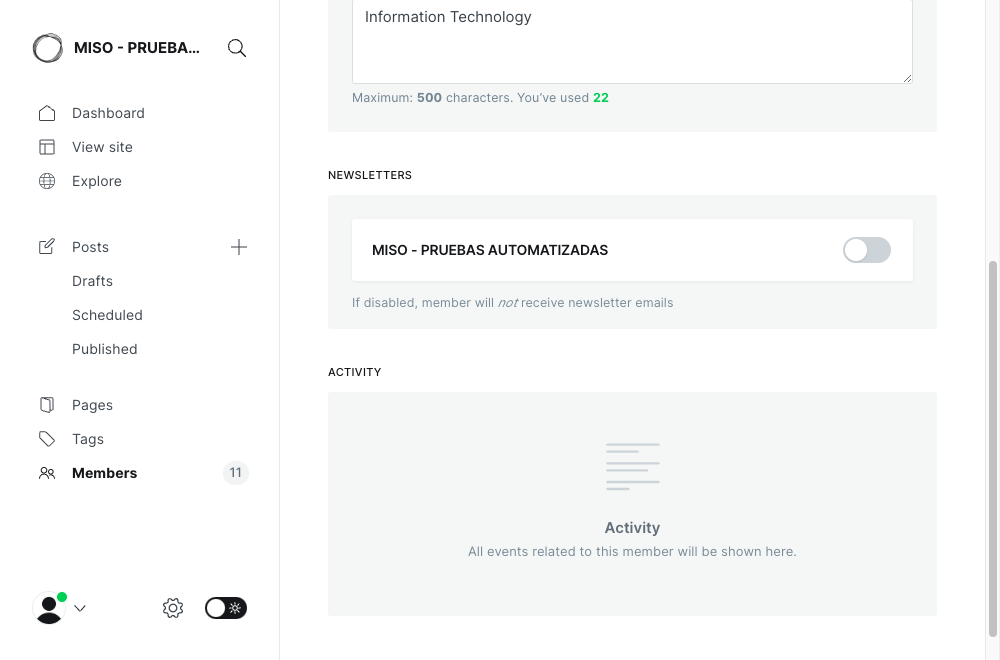 MISO - PRUEBA...
Dashboard
View site
Explore
Posts
Drafts
Scheduled
Published
Pages
Tags
Members 11
Information Technology
Maximum: 500 characters. You’ve used 22
NEWSLETTERS
MISO - PRUEBAS AUTOMATIZADAS
If disabled, member will not receive newsletter emails
ACTIVITY
Activity
All events related to this member will be shown here.